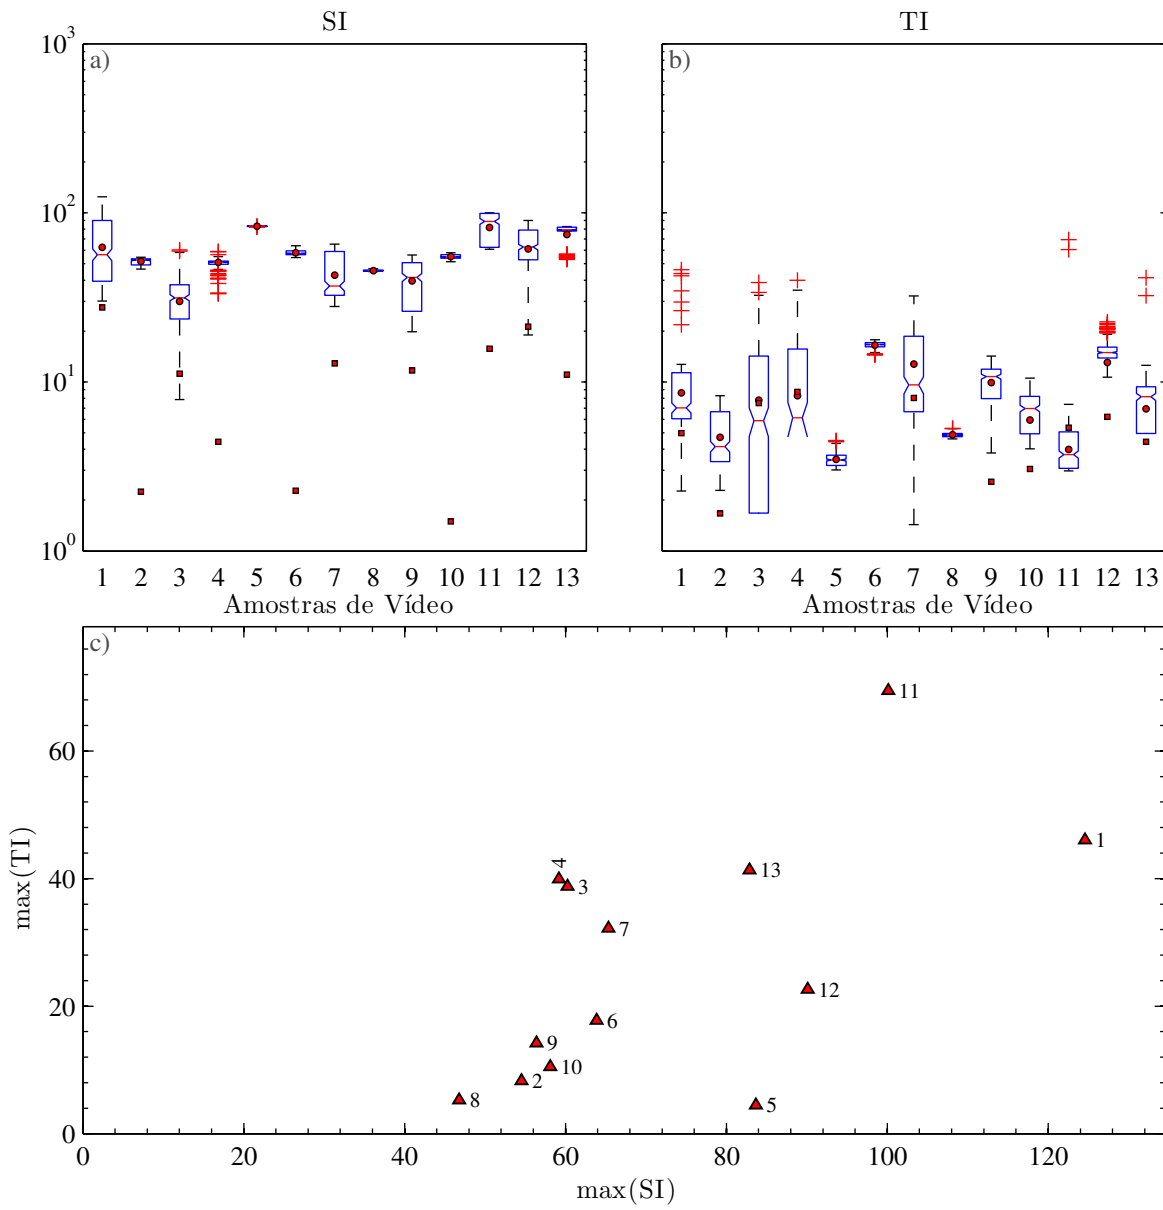 SI
TI
a)
b)
10^3
10^2
10^1
10^0
1 2 3 4 5 6 7 8 9 10 11 12 13
1 2 3 4 5 6 7 8 9 10 11 12 13
Amostras de Vídeo
Amostras de Vídeo
c)
max(TI)
60
40
20
0
11
1
4
3
13
7
12
6
9
10
2
8
5
0 20 40 60 80 100 120
max(SI)